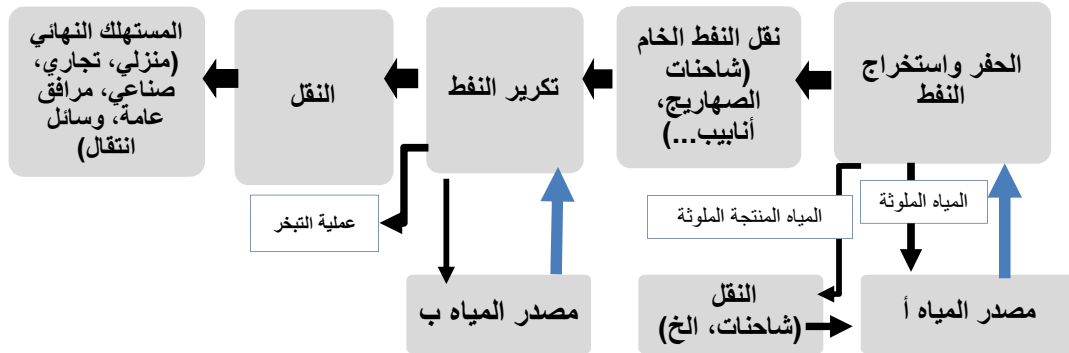 الحفر واستخراج
النفط
نقل النفط الخام
(شاحنات
الصهاريج،
أنابيب...)
تكرير النفط
النقل
المستهلك النهائي
(منزلي، تجاري،
صناعي، مرافق
عامة، وسائل
انتقال)
المياه الملوثة
المياه المنتجة الملوثة
عملية التبخر
مصدر المياه أ
النقل
(شاحنات، الخ)
مصدر المياه ب